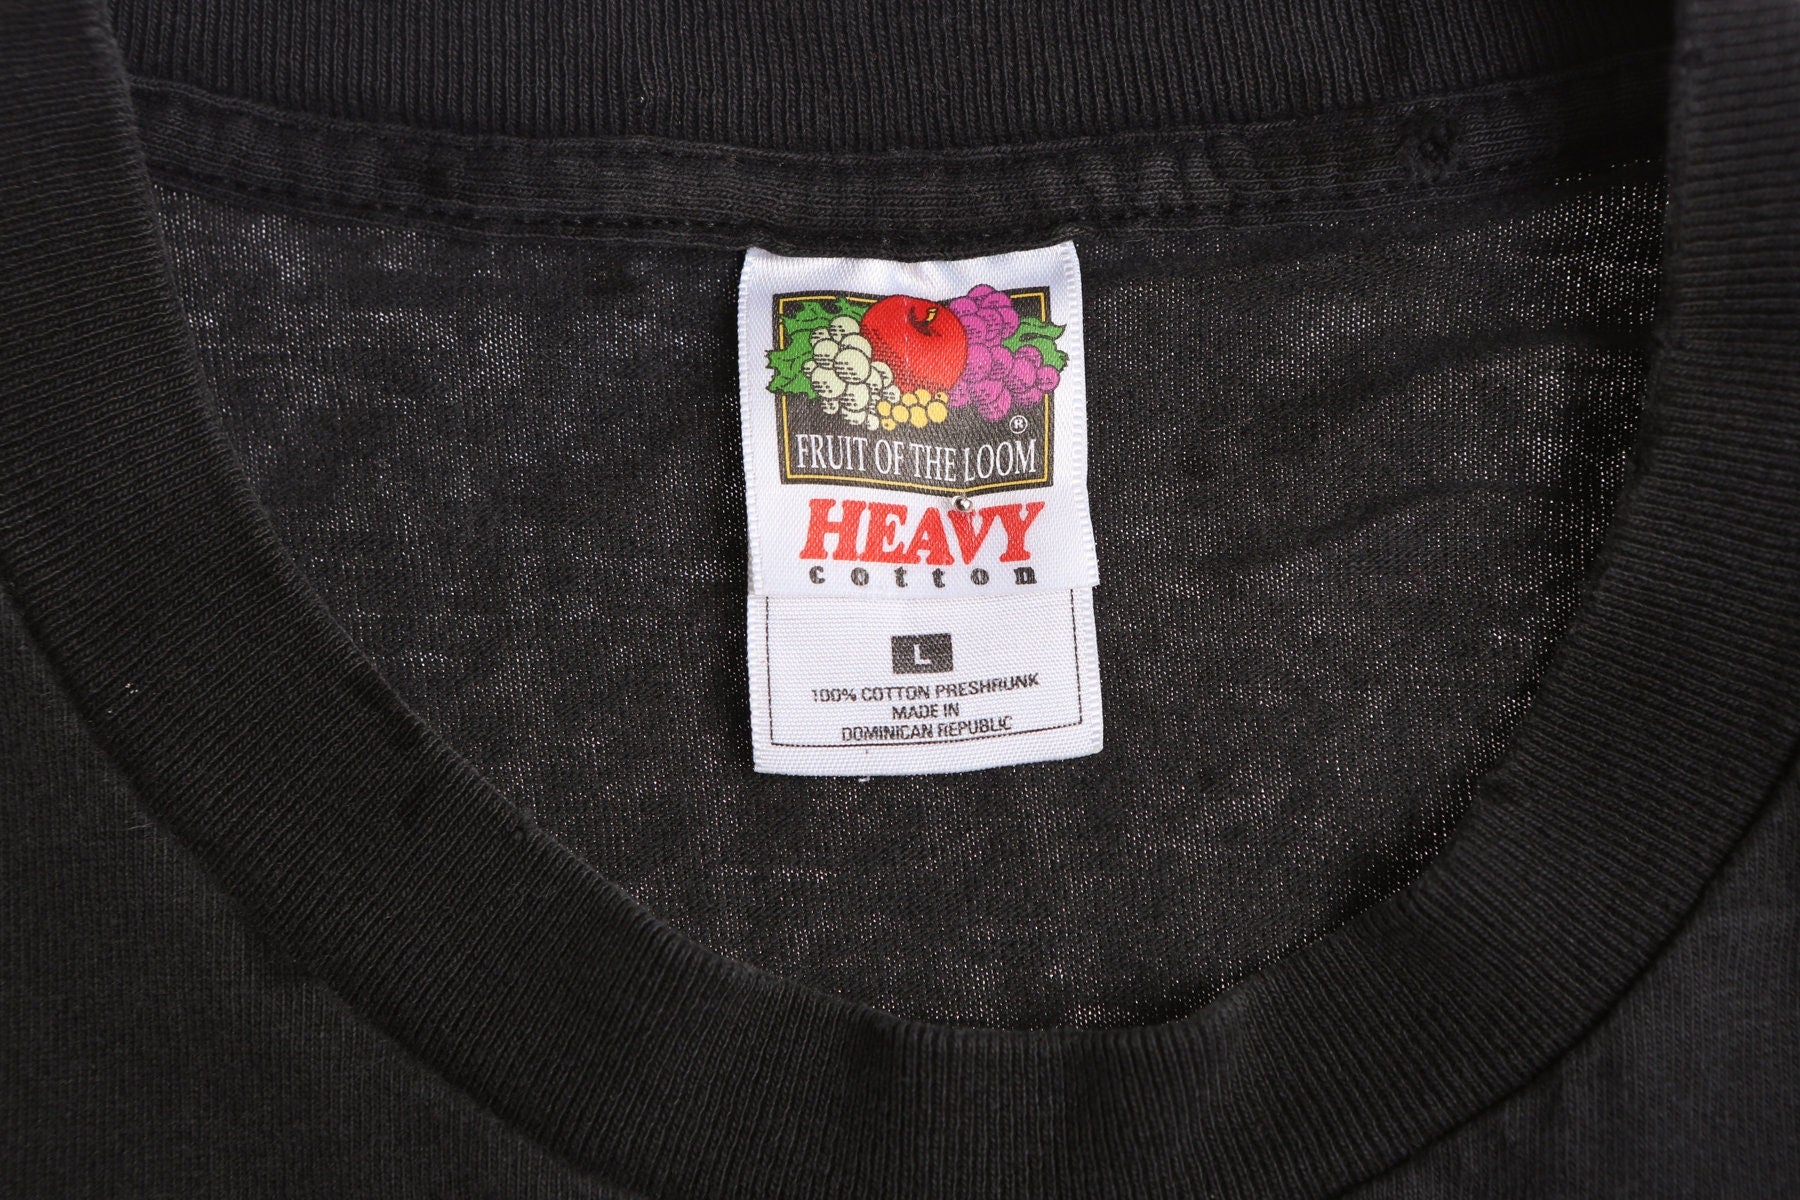 ®
FRUIT OF THE LOOM
HEAVY
cotton
L
100% COTTON PRESHRUNK
MADE IN
DOMINICAN REPUBLIC